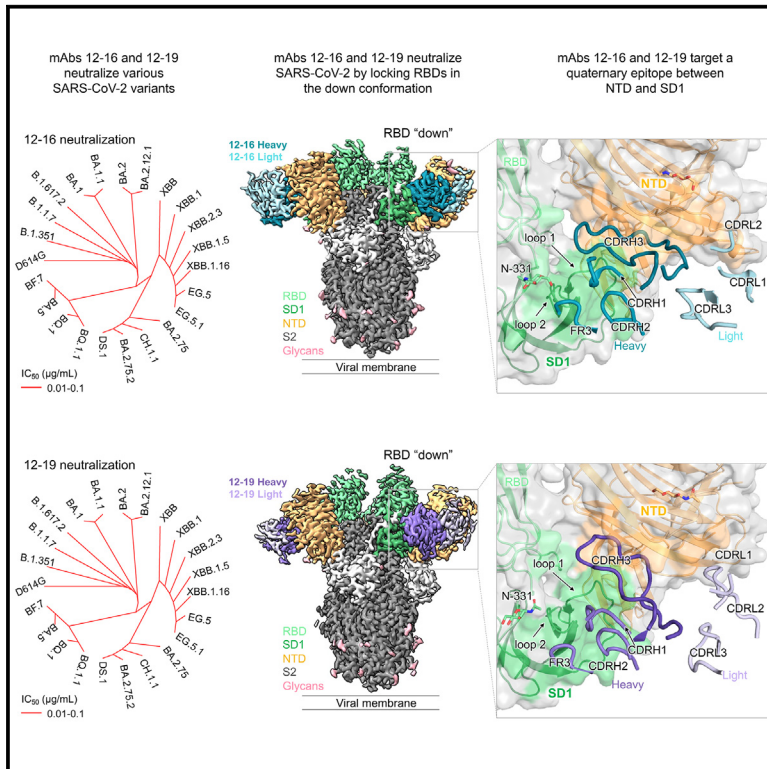 mAbs 12-16 and 12-19
neutralize various
SARS-CoV-2 variants
mAbs 12-16 and 12-19 neutralize
SARS-CoV-2 by locking RBDs in
the down conformation
mAbs 12-16 and 12-19 target a
quaternary epitope between
NTD and SD1
12-16 neutralization
BA.1
BA.1.1
BA.2
BA.2.12.1
XBB
XBB.1
XBB.2.3
XBB.1.5
XBB.1.16
EG.5
EG.5.1
BA.2.75
CH.1.1
BA.2.75.2
DS.1
BQ.1.1
BQ.1
BA.5
BF.7
D614G
B.1.351
B.1.1.7
B.1.617.2
IC50 (μg/mL)
0.01-0.1
RBD "down"
12-16 Heavy
12-16 Light
RBD
SD1
NTD
S2
Glycans
Viral membrane
RBD
NTD
CDRL2
CDRH3
loop 1
N-331
CDRL1
CDRH1
CDRL3
loop 2
FR3
CDRH2
Light
Heavy
SD1
12-19 neutralization
BA.1
BA.1.1
BA.2
BA.2.12.1
XBB
XBB.1
XBB.2.3
XBB.1.5
XBB.1.16
EG.5
EG.5.1
BA.2.75
CH.1.1
BA.2.75.2
DS.1
BQ.1.1
BQ.1
BA.5
BF.7
D614G
B.1.351
B.1.1.7
B.1.617.2
IC50 (μg/mL)
0.01-0.1
RBD "down"
12-19 Heavy
12-19 Light
RBD
SD1
NTD
S2
Glycans
Viral membrane
RBD
NTD
CDRH3
CDRL1
loop 1
CDRL2
N-331
loop 2
CDRH1
CDRL3
FR3
CDRH2
Light
Heavy
SD1